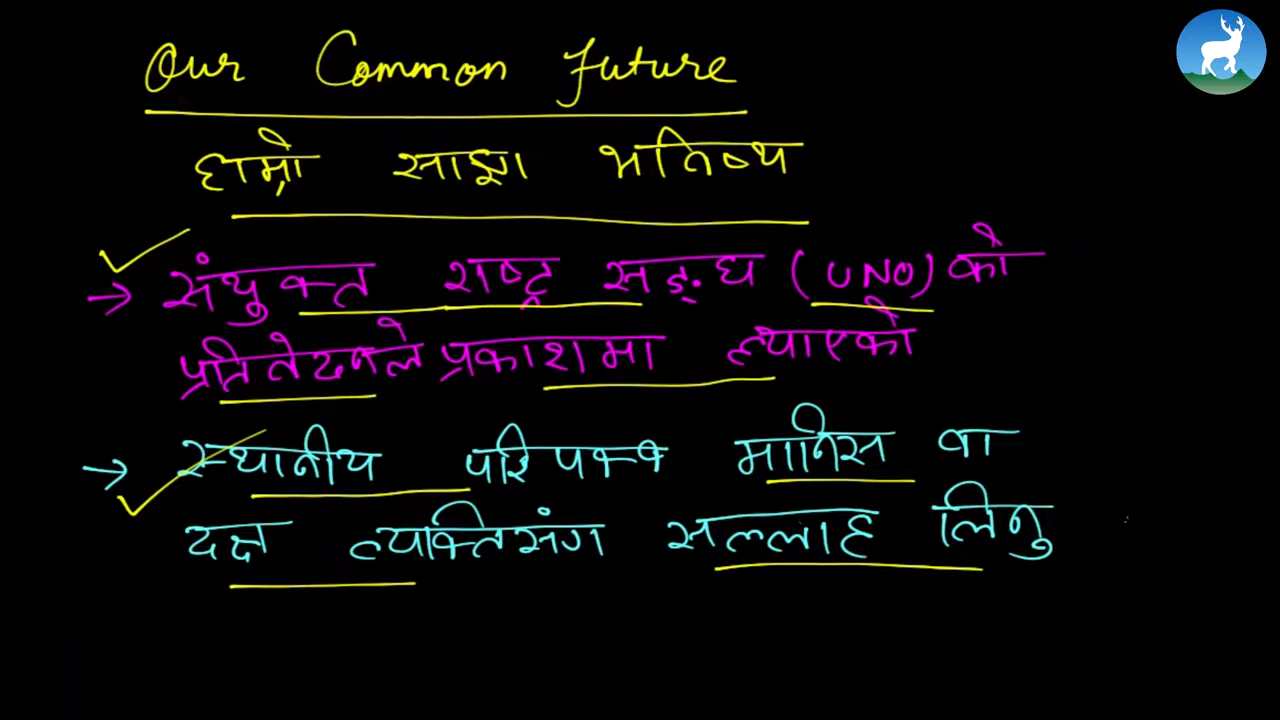 Our Common Future
हाम्रो साझा भविष्य
→ संयुक्त राष्ट्र सङ्घ (UNO) को
प्रतिवेदनले प्रकाशमा ल्याएको
→ स्थानीय परिपक्क मानिस वा
दक्ष व्यक्तिसंग सल्लाह लिनु